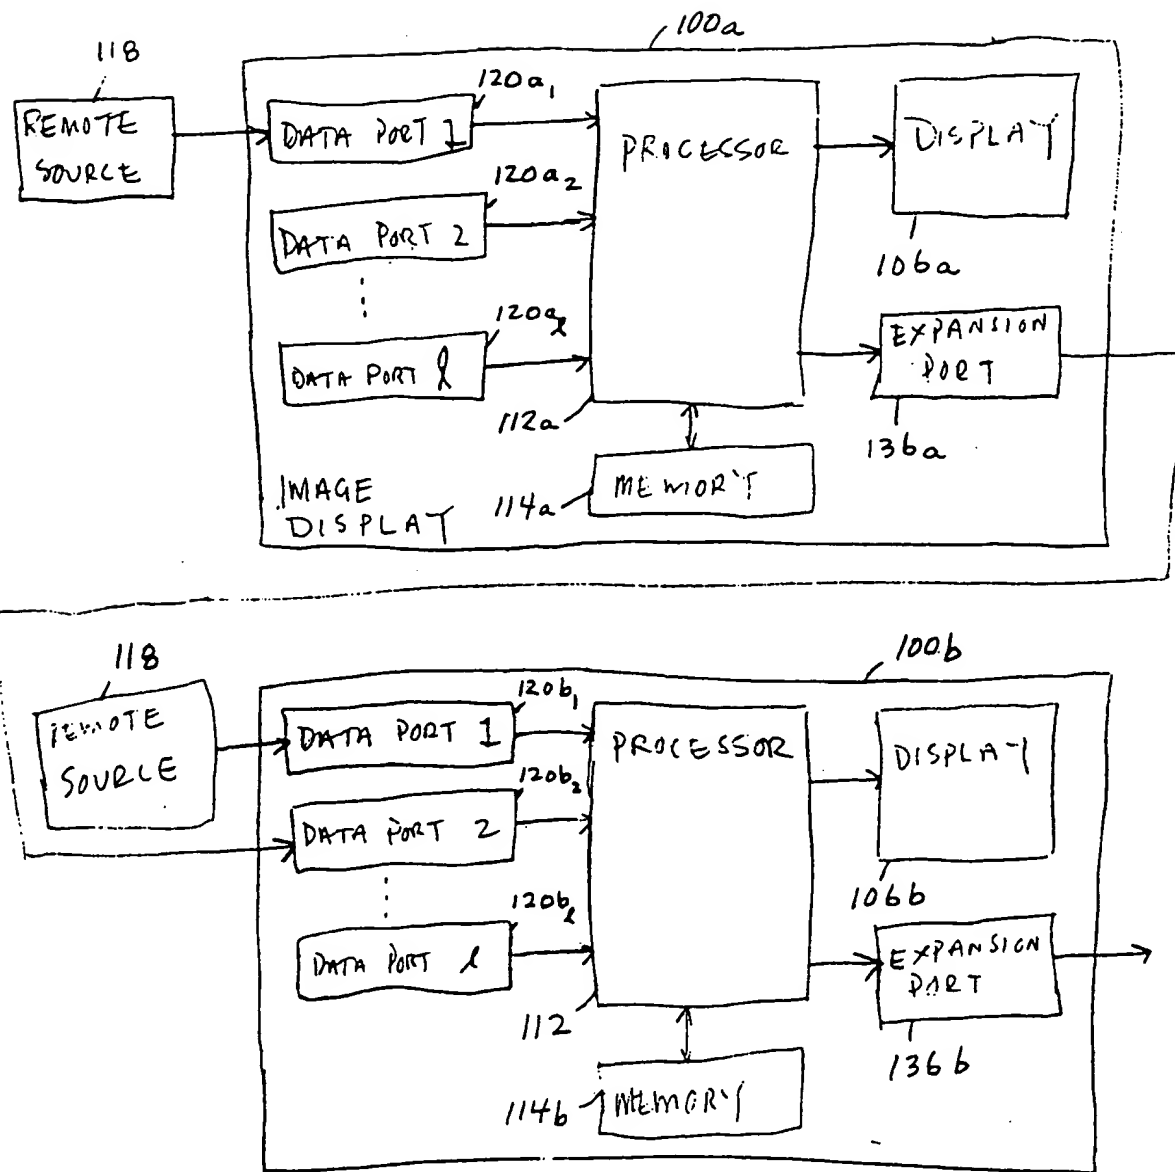 118
100a
REMOTE
SOURCE
DATA PORT 1
120a1
PROCESSOR
DISPLAY
120a2
DATA PORT 2
106a
120al
DATA PORT l
EXPANSION
PORT
112a
136a
MEMORY
114a
IMAGE
DISPLAY
118
100b
REMOTE
SOURCE
DATA PORT 1
120b1
PROCESSOR
DISPLAY
120b2
DATA PORT 2
106b
120bl
DATA PORT l
EXPANSION
PORT
112
136b
MEMORY
114b